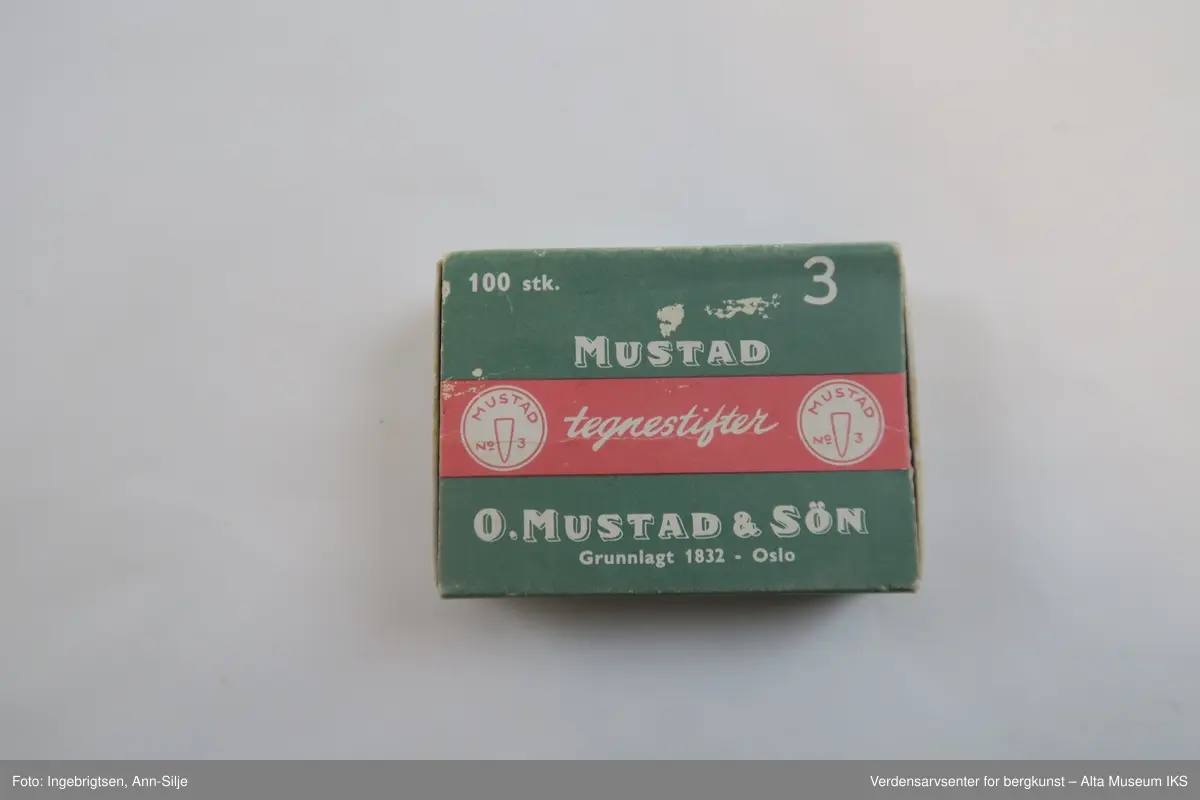 100 stk.
3
MUSTAD
MUSTAD
No 3
tegnestifter
MUSTAD
No 3
O. MUSTAD & SÖN
Grunnlagt 1832 - Oslo
Foto: Ingebrigtsen, Ann-Silje
Verdensarvsenter for bergkunst – Alta Museum IKS